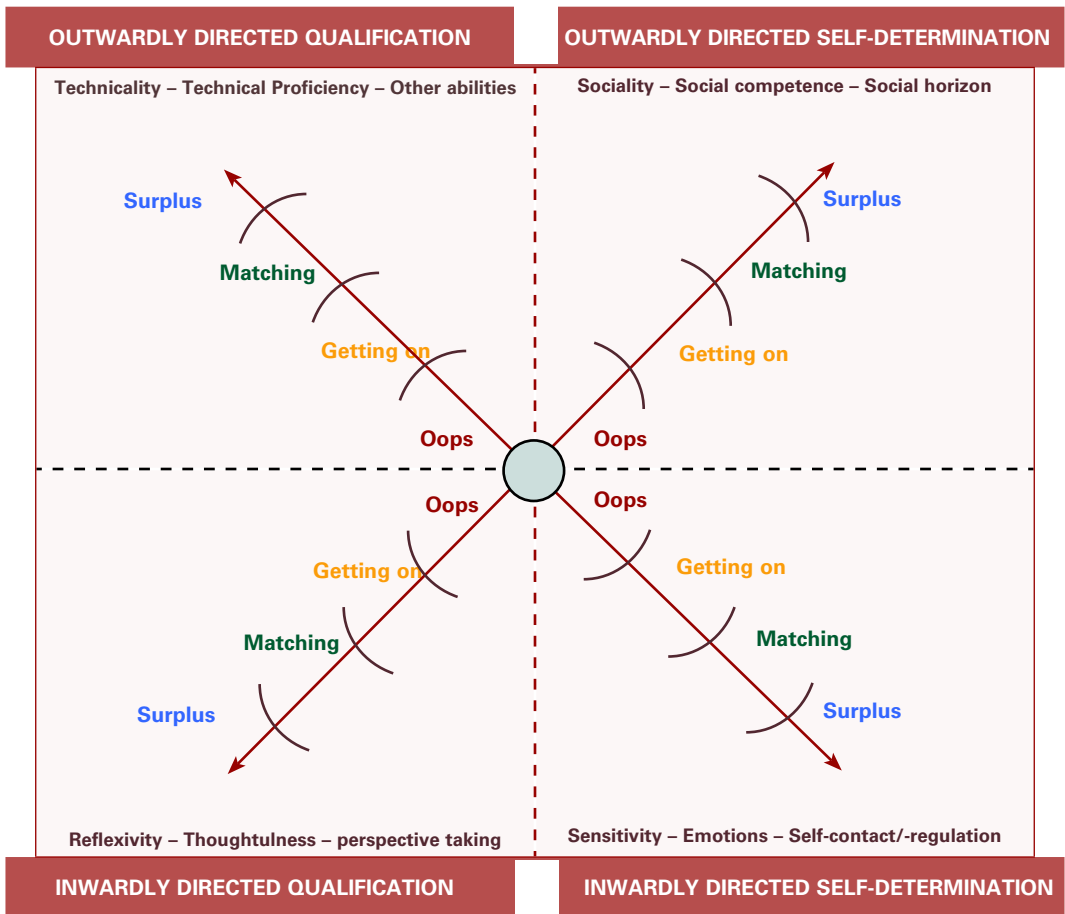 OUTWARDLY DIRECTED QUALIFICATION
OUTWARDLY DIRECTED SELF-DETERMINATION
Technicality – Technical Proficiency – Other abilities
Sociality – Social competence – Social horizon
Surplus
Surplus
Matching
Matching
Getting on
Getting on
Oops
Oops
Oops
Oops
Getting on
Getting on
Matching
Matching
Surplus
Surplus
Reflexivity – Thoughtulness – perspective taking
Sensitivity – Emotions – Self-contact/-regulation
INWARDLY DIRECTED QUALIFICATION
INWARDLY DIRECTED SELF-DETERMINATION